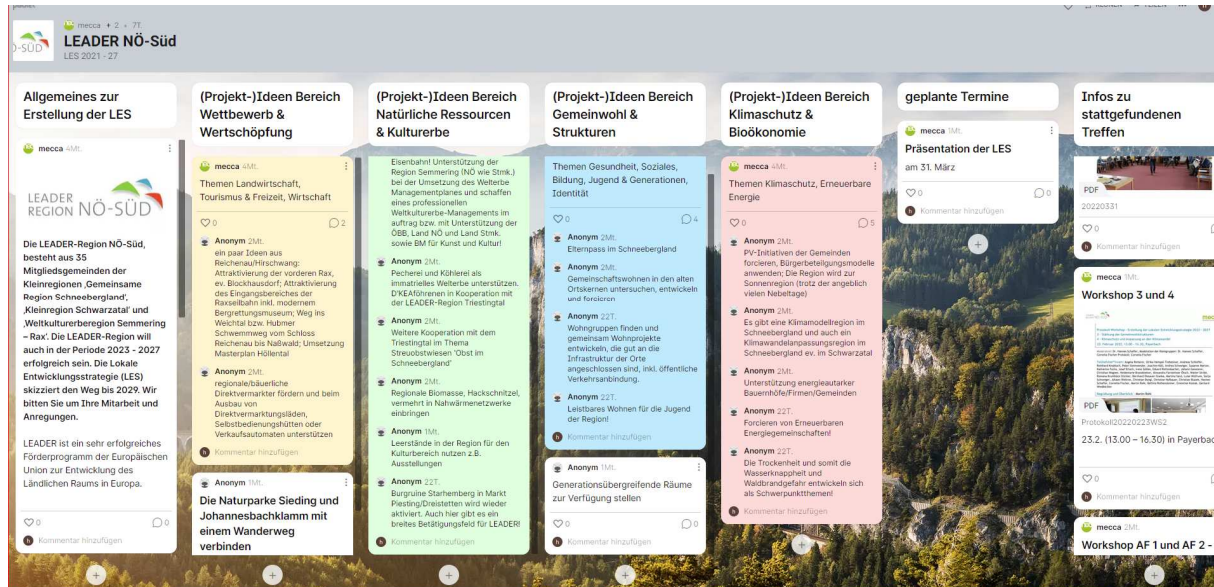 mecca + 2 • 7T.
LEADER NÖ-Süd
LES 2021 - 27
Allgemeines zur
Erstellung der LES
mecca 4Mt.
LEADER
REGION NÖ-SÜD
Die LEADER-Region NÖ-Süd,
besteht aus 35
Mitgliedsgemeinden der
Kleinregionen ‚Gemeinsame
Region Schneebergland',
‚Kleinregion Schwarzatal' und
‚Weltkulturerberegion Semmering
– Rax'. Die LEADER-Region will
auch in der Periode 2023 - 2027
erfolgreich sein. Die Lokale
Entwicklungsstrategie (LES)
skizziert den Weg bis 2029. Wir
bitten Sie um Ihre Mitarbeit und
Anregungen.
LEADER ist ein sehr erfolgreiches
Förderprogramm der Europäischen
Union zur Entwicklung des
Ländlichen Raums in Europa.
0 0
h Kommentar hinzufügen
(Projekt-)Ideen Bereich
Wettbewerb &
Wertschöpfung
mecca 4Mt.
Themen Landwirtschaft,
Tourismus & Freizeit, Wirtschaft
0 2
Anonym 2Mt.
ein paar Ideen aus
Reichenau/Hirschwang:
Attraktivierung der vorderen Rax,
ev. Blockhausdorf; Attraktivierung
des Eingangsbereiches der
Raxseilbahn inkl. modernem
Bergrettungsmuseum; Weg ins
Weichtal bzw. Hubmer
Schwemmweg vom Schloss
Reichenau bis Naßwald; Umsetzung
Masterplan Höllental
Anonym 2Mt.
regionale/bäuerliche
Direktvermarkter fördern und beim
Ausbau von
Direktvermarktungsläden,
Selbstbedienungshütten oder
Verkaufsautomaten unterstützen
h Kommentar hinzufügen
Anonym 1Mt.
Die Naturparke Sieding und
Johannesbachklamm mit
einem Wanderweg
verbinden
(Projekt-)Ideen Bereich
Natürliche Ressourcen
& Kulturerbe
Eisenbahn! Unterstützung der
Region Semmering (NÖ wie Stmk.)
bei der Umsetzung des Welterbe
Managementplanes und schaffen
eines professionellen
Weltkulturerbe-Managements im
auftrag bzw. mit Unterstützung der
ÖBB, Land NÖ und Land Stmk.
sowie BM für Kunst und Kultur!
Anonym 2Mt.
Pecherei und Köhlerei als
immatrielles Welterbe unterstützen.
D'KEAföhrenen in Kooperation mit
der LEADER-Region Triestingtal
Anonym 2Mt.
Weitere Kooperation mit dem
Triestingtal im Thema
Streuobstwiesen 'Obst im
Schneebergland'
Anonym 2Mt.
Regionale Biomasse, Hackschnitzel,
vermehrt in Nahwärmenetzwerke
einbringen
Anonym 1Mt.
Leerstände in der Region für den
Kulturbereich nutzen z.B.
Ausstellungen
Anonym 22T.
Burgruine Starhemberg in Markt
Piesting/Dreistetten wird wieder
aktiviert. Auch hier gibt es ein
breites Betätigungsfeld für LEADER!
h Kommentar hinzufügen
(Projekt-)Ideen Bereich
Gemeinwohl &
Strukturen
Themen Gesundheit, Soziales,
Bildung, Jugend & Generationen,
Identität
0 4
Anonym 2Mt.
Elternpass im Schneebergland
Anonym 2Mt.
Gemeinschaftswohnen in den alten
Ortskernen untersuchen, entwickeln
und forcieren
Anonym 22T.
Wohngruppen finden und
gemeinsam Wohnprojekte
entwickeln, die gut an die
Infrastruktur der Orte
angeschlossen sind, inkl. öffentliche
Verkehrsanbindung.
Anonym 22T.
Leistbares Wohnen für die Jugend
der Region!
h Kommentar hinzufügen
Anonym 1Mt.
Generationsübergreifende Räume
zur Verfügung stellen
0 0
h Kommentar hinzufügen
(Projekt-)Ideen Bereich
Klimaschutz &
Bioökonomie
mecca 4Mt.
Themen Klimaschutz, Erneuerbare
Energie
0 5
Anonym 2Mt.
PV-Initiativen der Gemeinden
forcieren, Bürgerbeteiligungsmodelle
anwenden; Die Region wird zur
Sonnenregion (trotz der angeblich
vielen Nebeltage)
Anonym 2Mt.
Es gibt eine Klimamodellregion im
Schneebergland und auch ein
Klimawandelanpassungsregion im
Schneebergland ev. im Schwarzatal
Anonym 2Mt.
Unterstützung energieautarker
Bauernhöfe/Firmen/Gemeinden
Anonym 22T.
Forcieren von Erneuerbaren
Energiegemeinschaften!
Anonym 22T.
Die Trockenheit und somit die
Wasserknappheit und
Waldbrandgefahr entwickeln sich
als Schwerpunktthemen!
h Kommentar hinzufügen
geplante Termine
mecca 1Mt.
Präsentation der LES
am 31. März
0 0
h Kommentar hinzufügen
Infos zu
stattgefundenen
Treffen
PDF
20220331
0
h Kommentar hinzufügen
mecca 1Mt.
Workshop 3 und 4
PDF
Protokoll20220223WS2
23.2. (13.00 – 16.30) in Payerbac
0
h Kommentar hinzufügen
mecca 2Mt.
Workshop AF 1 und AF 2 -